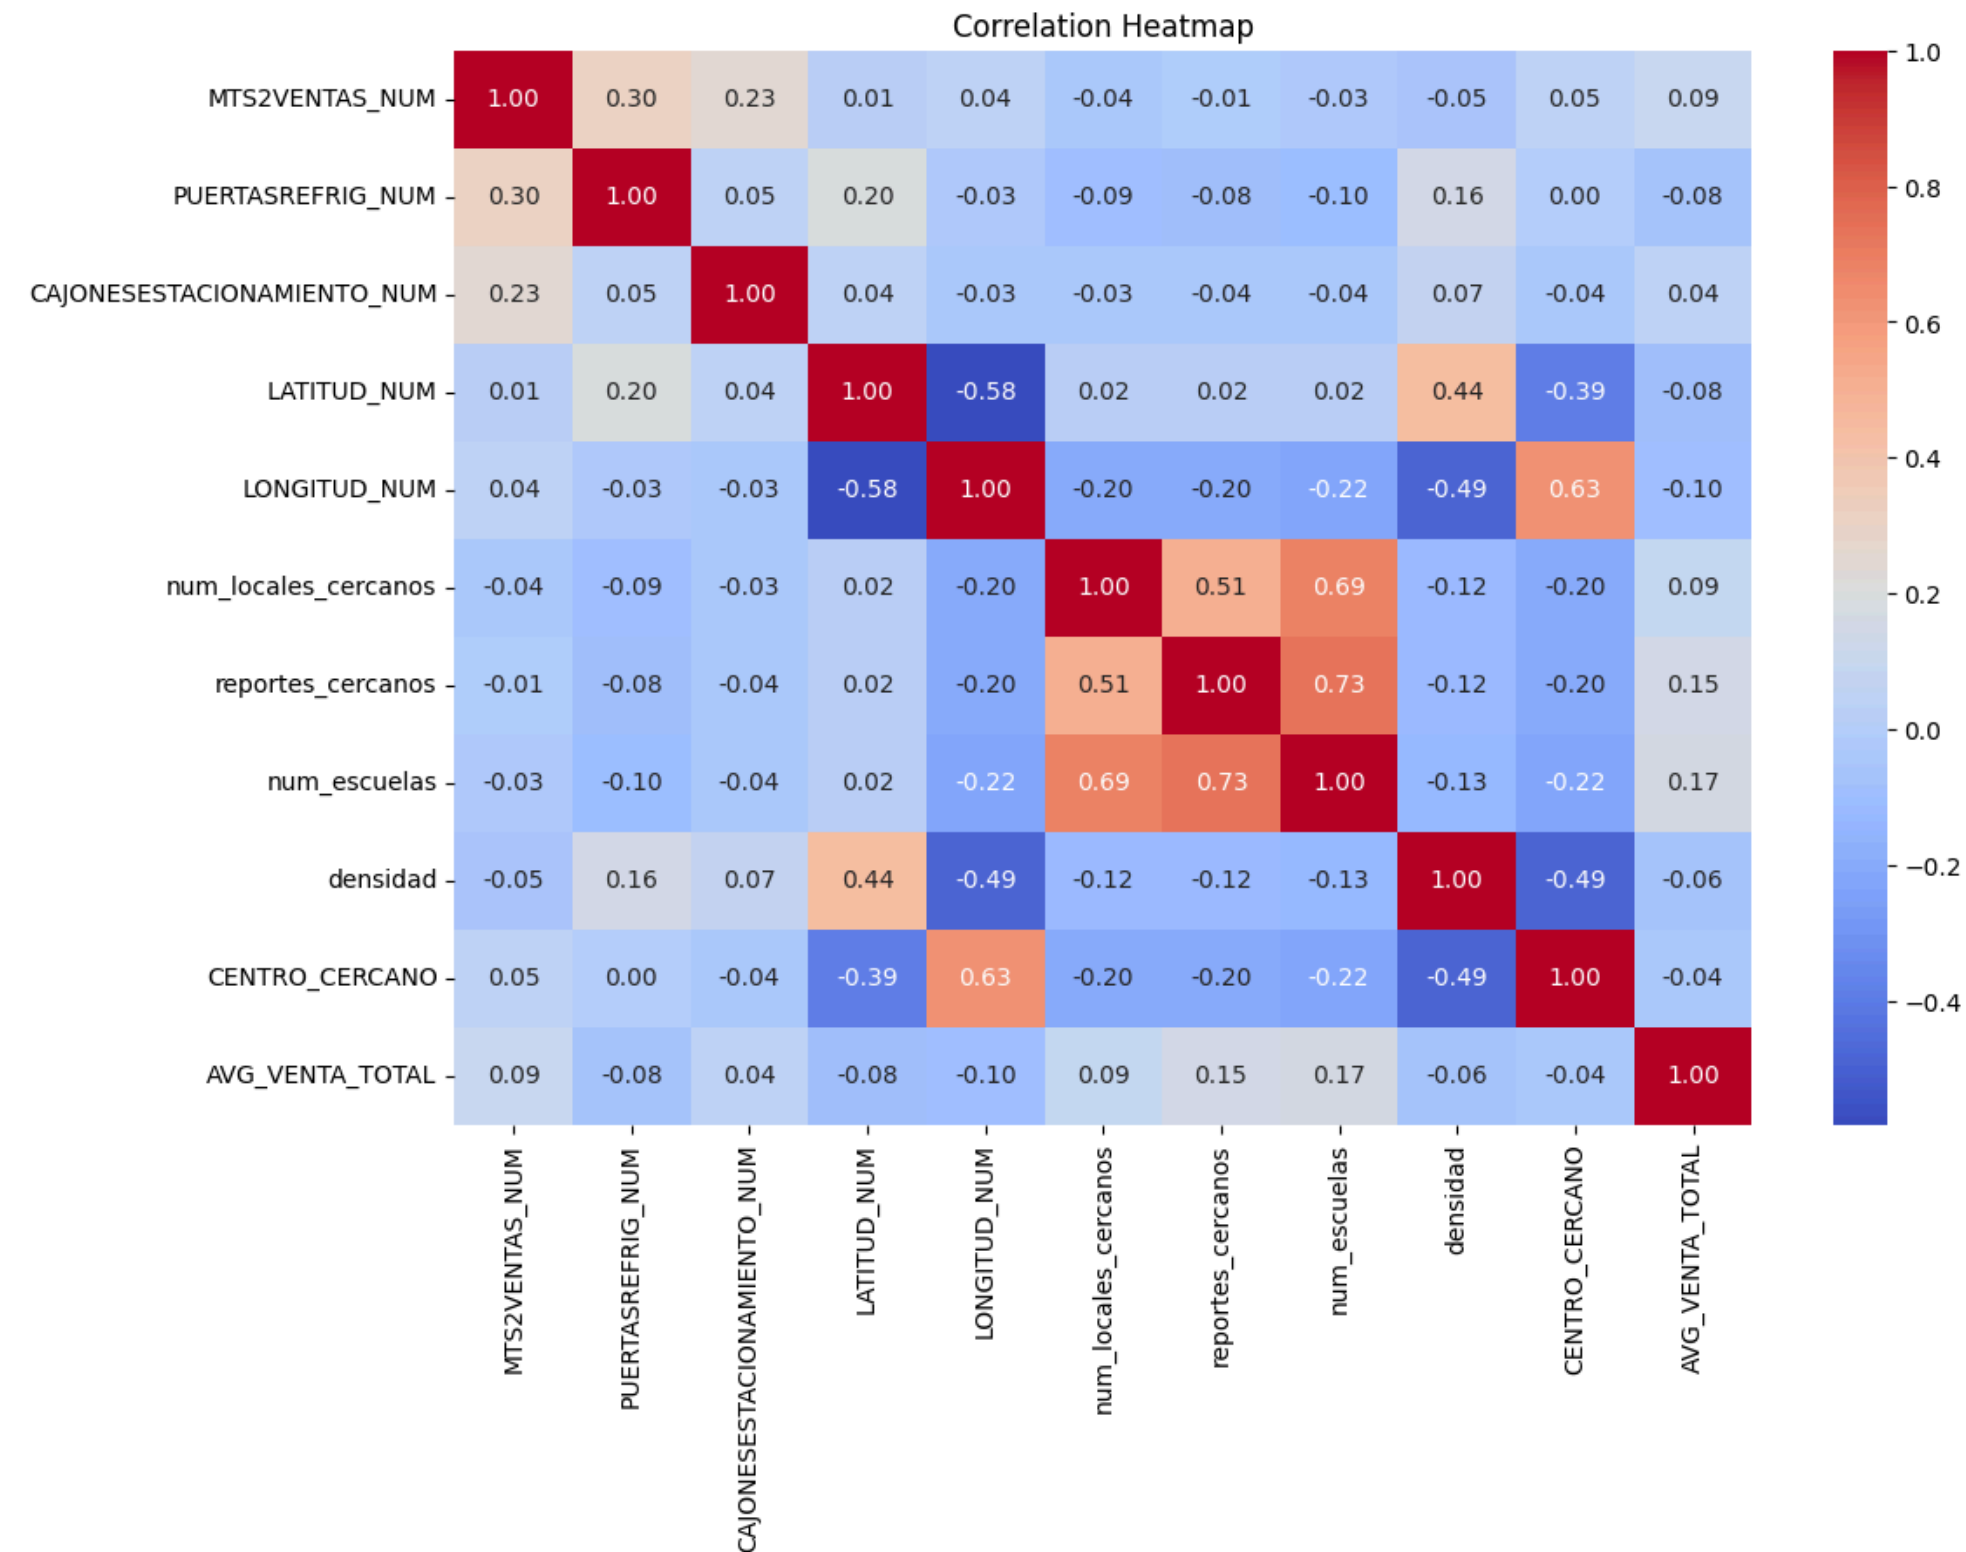 Correlation Heatmap
MTS2VENTAS_NUM 1.00 0.30 0.23 0.01 0.04 -0.04 -0.01 -0.03 -0.05 0.05 0.09
PUERTASREFRIG_NUM 0.30 1.00 0.05 0.20 -0.03 -0.09 -0.08 -0.10 0.16 0.00 -0.08
CAJONESESTACIONAMIENTO_NUM 0.23 0.05 1.00 0.04 -0.03 -0.03 -0.04 -0.04 0.07 -0.04 0.04
LATITUD_NUM 0.01 0.20 0.04 1.00 -0.58 0.02 0.02 0.02 0.44 -0.39 -0.08
LONGITUD_NUM 0.04 -0.03 -0.03 -0.58 1.00 -0.20 -0.20 -0.22 -0.49 0.63 -0.10
num_locales_cercanos -0.04 -0.09 -0.03 0.02 -0.20 1.00 0.51 0.69 -0.12 -0.20 0.09
reportes_cercanos -0.01 -0.08 -0.04 0.02 -0.20 0.51 1.00 0.73 -0.12 -0.20 0.15
num_escuelas -0.03 -0.10 -0.04 0.02 -0.22 0.69 0.73 1.00 -0.13 -0.22 0.17
densidad -0.05 0.16 0.07 0.44 -0.49 -0.12 -0.12 -0.13 1.00 -0.49 -0.06
CENTRO_CERCANO 0.05 0.00 -0.04 -0.39 0.63 -0.20 -0.20 -0.22 -0.49 1.00 -0.04
AVG_VENTA_TOTAL 0.09 -0.08 0.04 -0.08 -0.10 0.09 0.15 0.17 -0.06 -0.04 1.00
MTS2VENTAS_NUM
PUERTASREFRIG_NUM
CAJONESESTACIONAMIENTO_NUM
LATITUD_NUM
LONGITUD_NUM
num_locales_cercanos
reportes_cercanos
num_escuelas
densidad
CENTRO_CERCANO
AVG_VENTA_TOTAL
1.0
0.8
0.6
0.4
0.2
0.0
−0.2
−0.4